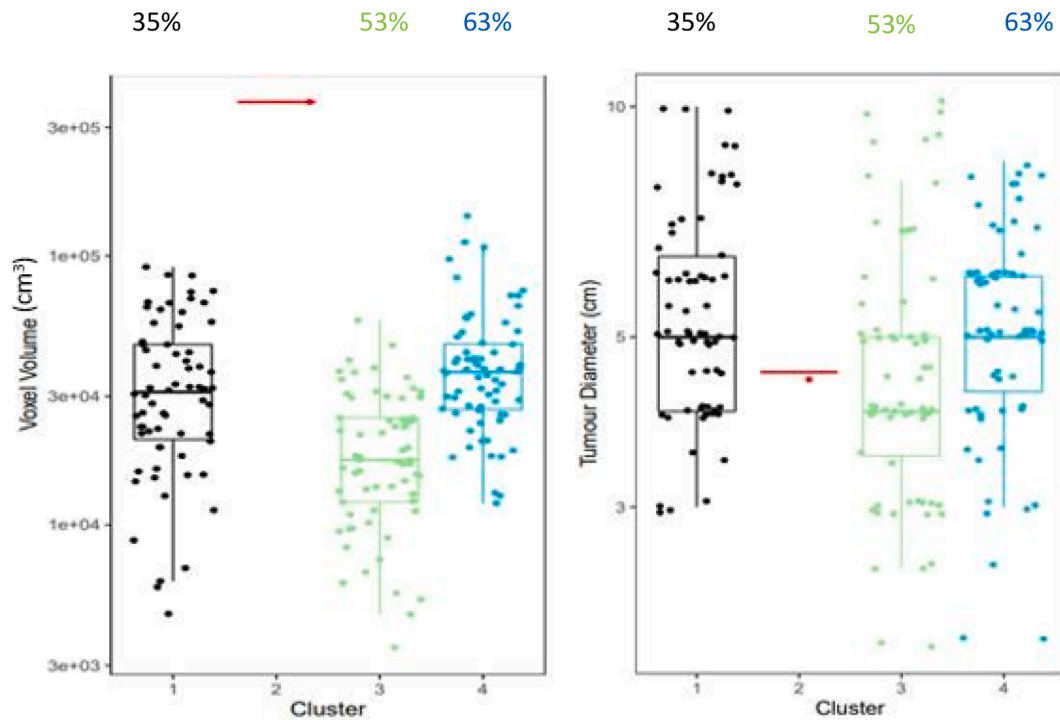 35% 53% 63% 35% 53% 63%
Voxel Volume (cm³)
3e+05
1e+05
3e+04
1e+04
3e+03
1 2 3 4
Cluster
Tumour Diameter (cm)
10
5
3
1 2 3 4
Cluster